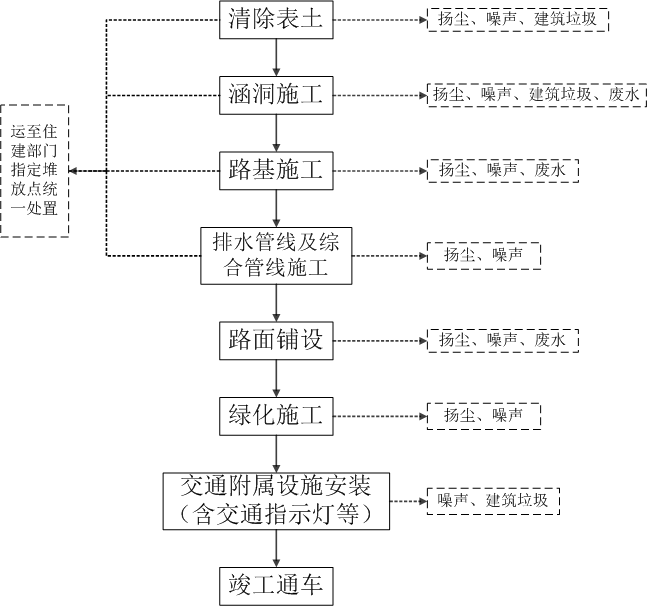 清除表土
扬尘、噪声、建筑垃圾
涵洞施工
扬尘、噪声、建筑垃圾、废水
运至住
建部门
指定堆
放点统
一处置
路基施工
扬尘、噪声、废水
排水管线及综
合管线施工
扬尘、噪声
路面铺设
扬尘、噪声、废水
绿化施工
扬尘、噪声
交通附属设施安装
（含交通指示灯等）
噪声、建筑垃圾
竣工通车